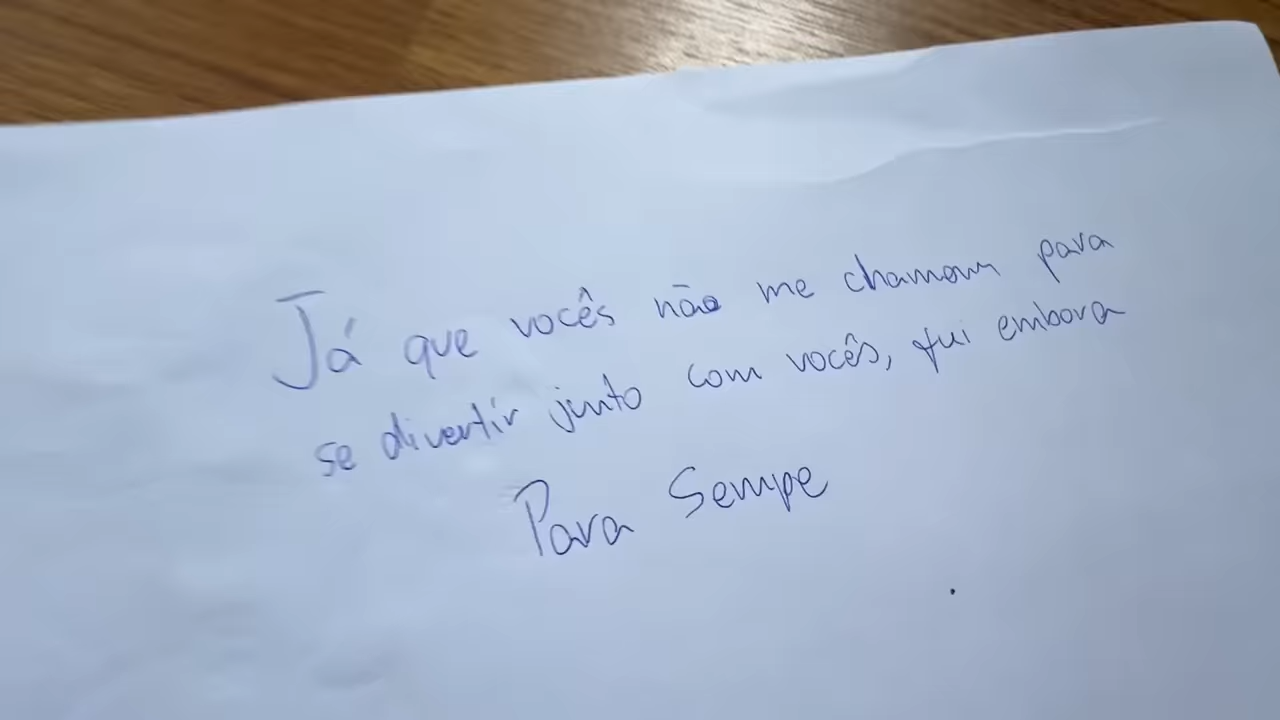 Já que vocês não me chamam para
se divertir junto com vocês, fui embora
Para Sempe